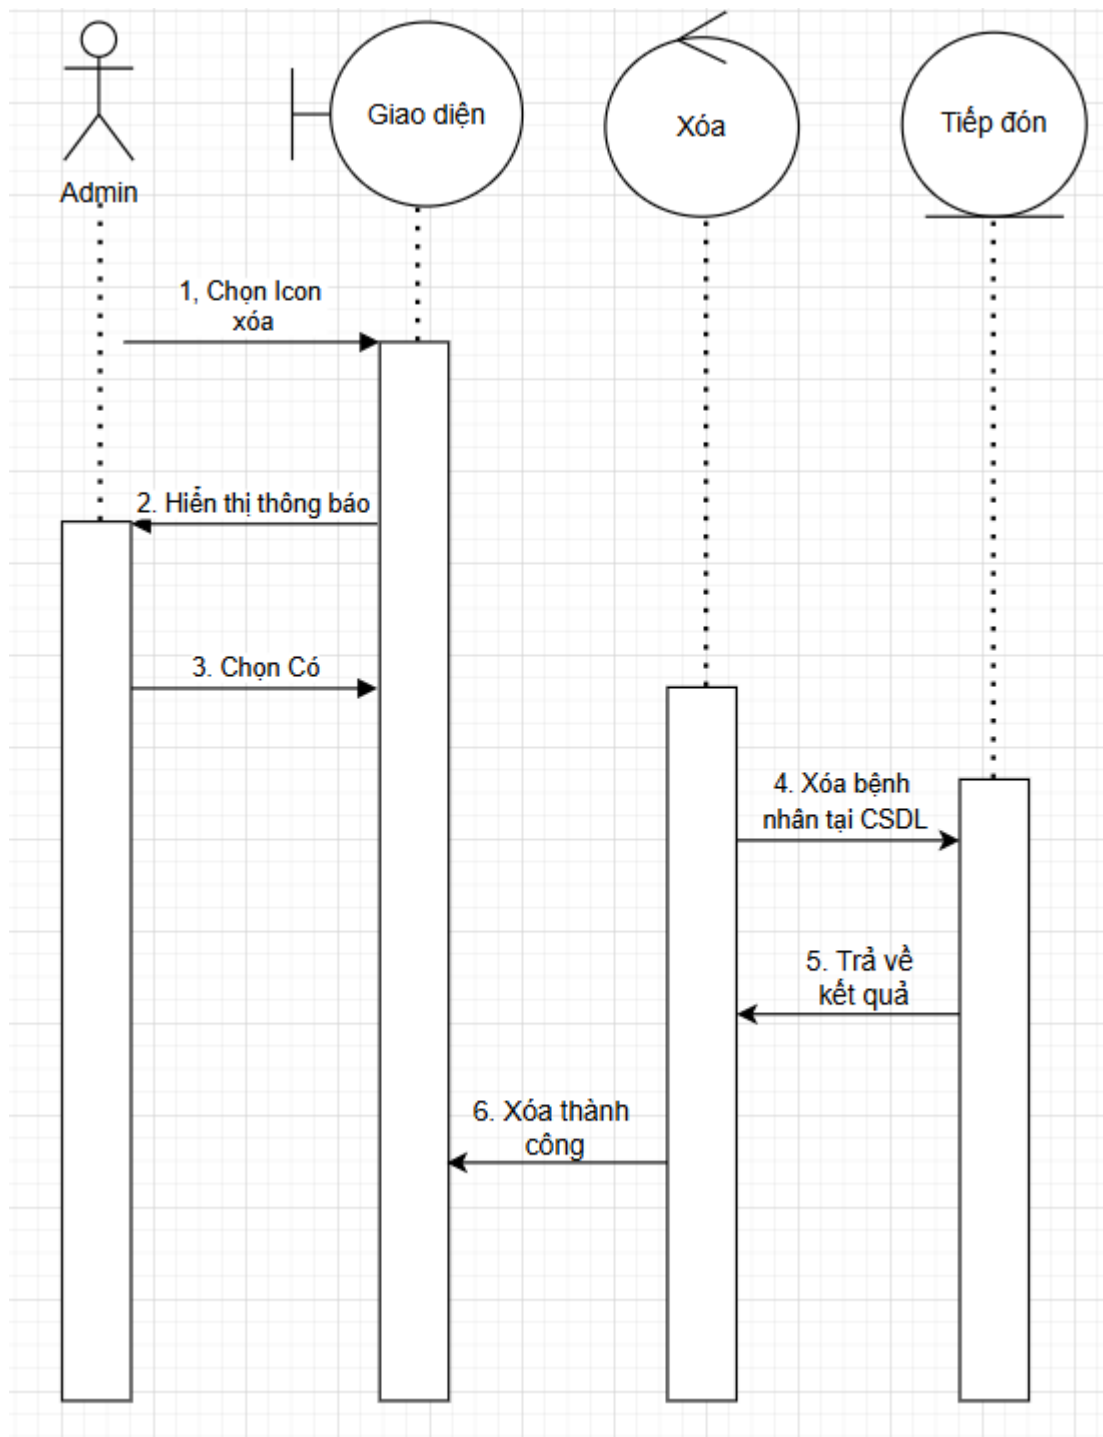 Giao diện
Xóa
Tiếp đón
Admin
1, Chọn Icon
xóa
2. Hiển thị thông báo
3. Chọn Có
4. Xóa bệnh
nhân tại CSDL
5. Trả về
kết quả
6. Xóa thành
công